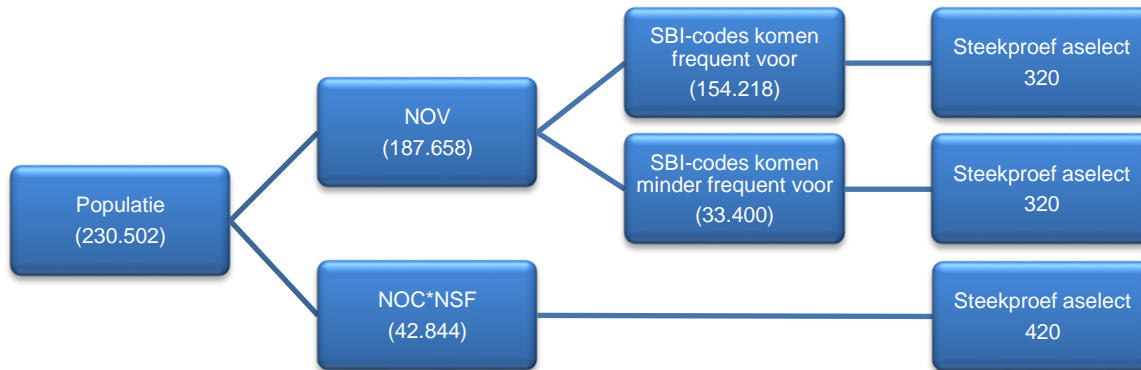 Populatie
(230.502)
NOV
(187.658)
NOC*NSF
(42.844)
SBI-codes komen
frequent voor
(154.218)
SBI-codes komen
minder frequent voor
(33.400)
Steekproef aselect
320
Steekproef aselect
320
Steekproef aselect
420